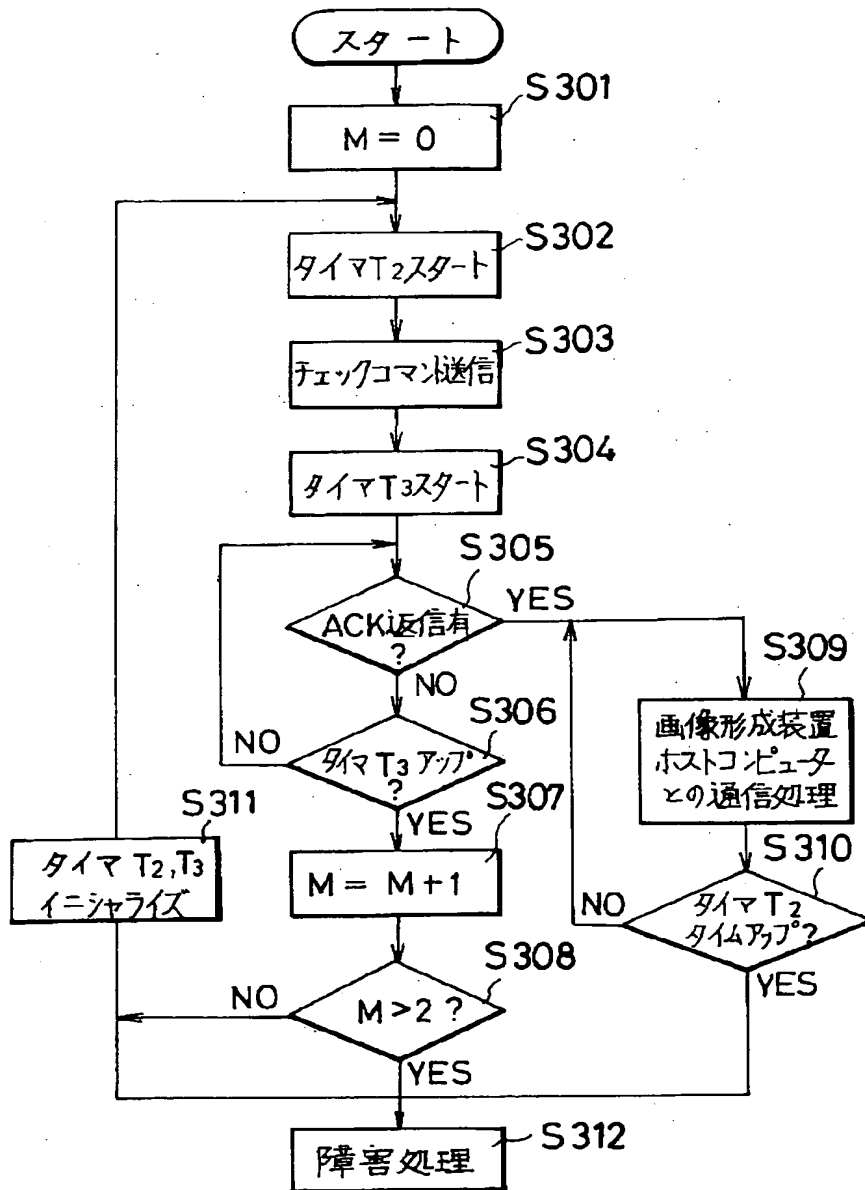 スタート
S301
M = 0
S302
タイマT2スタート
S303
チェックコマンド送信
S304
タイマT3スタート
S305
ACK返信有
?
YES
NO
S306
タイマT3アップ
?
NO
YES
S307
M = M+1
S308
M>2 ?
NO
YES
S309
画像形成装置
ホストコンピューター
との通信処理
S310
タイマT2
タイムアップ?
NO
YES
S311
タイマT2,T3
イニシャライズ
S312
障害処理